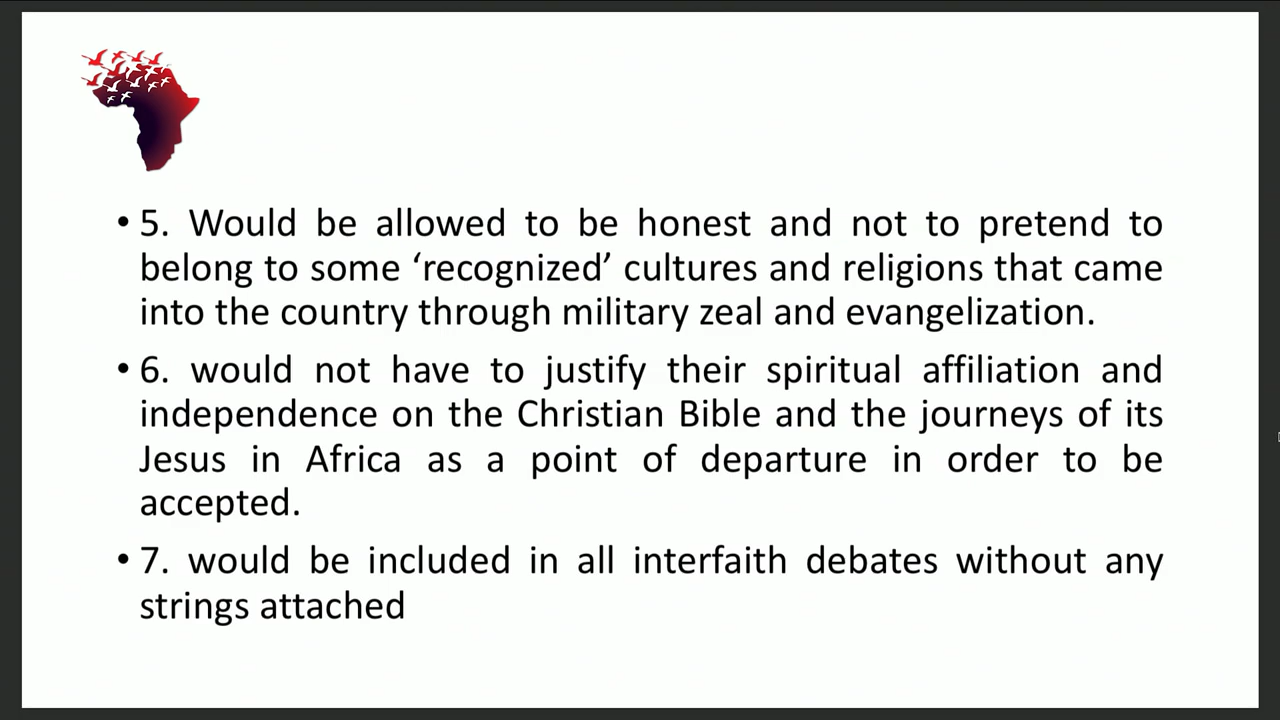 • 5. Would be allowed to be honest and not to pretend to
belong to some ‘recognized’ cultures and religions that came
into the country through military zeal and evangelization.
• 6. would not have to justify their spiritual affiliation and
independence on the Christian Bible and the journeys of its
Jesus in Africa as a point of departure in order to be
accepted.
• 7. would be included in all interfaith debates without any
strings attached